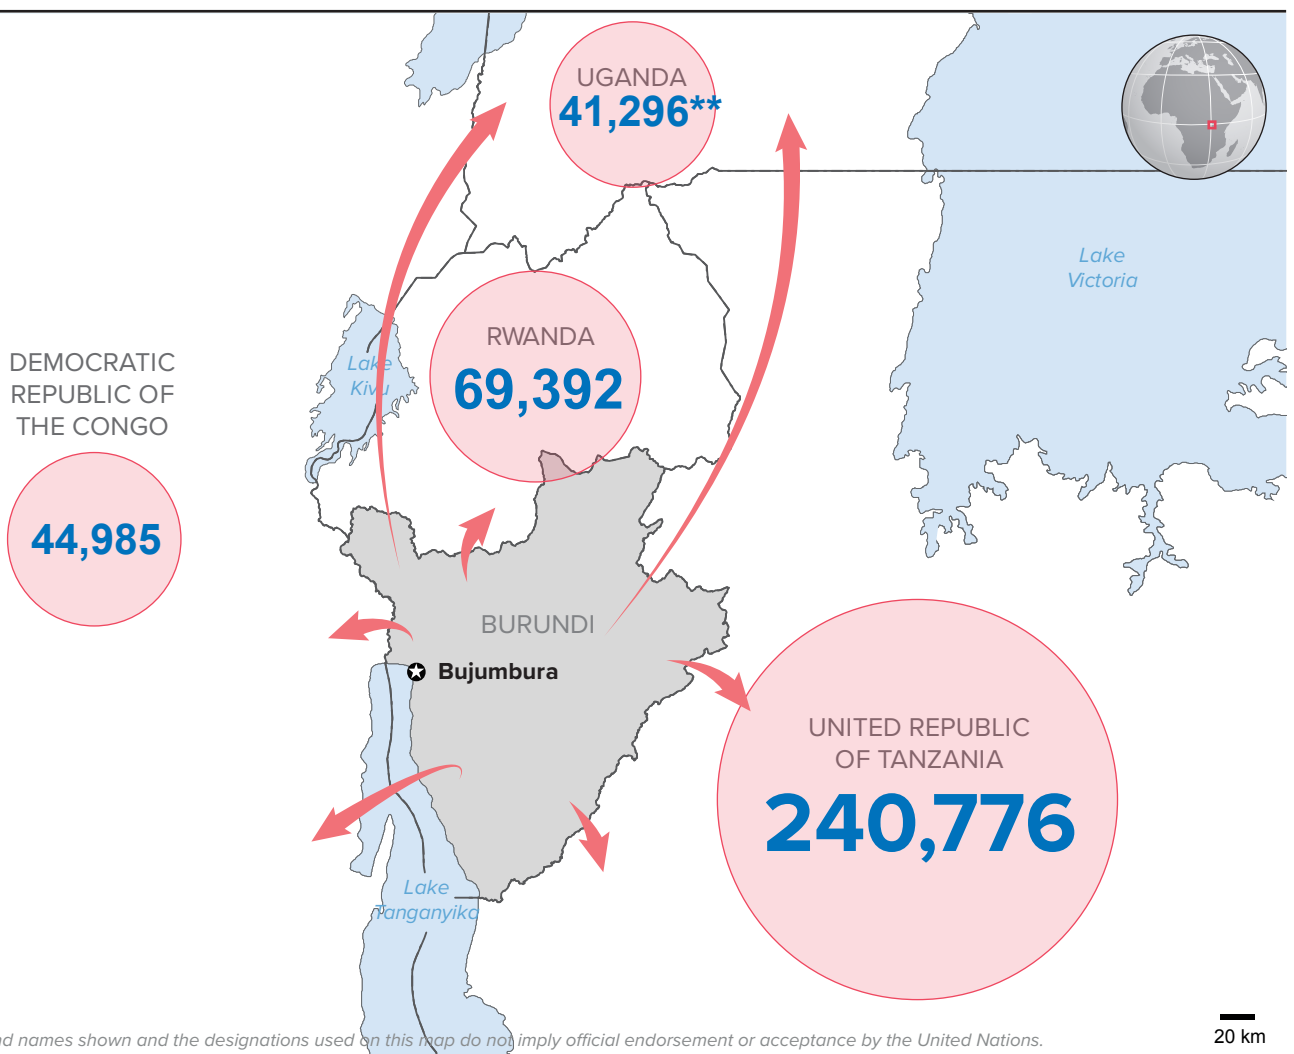 UGANDA
41,296**
Lake
Victoria
RWANDA
69,392
Lake
Kivu
DEMOCRATIC
REPUBLIC OF
THE CONGO
44,985
BURUNDI
Bujumbura
UNITED REPUBLIC
OF TANZANIA
240,776
Lake
Tanganyika
names shown and the designations used on this map do not imply official endorsement or acceptance by the United Nations.
20 km